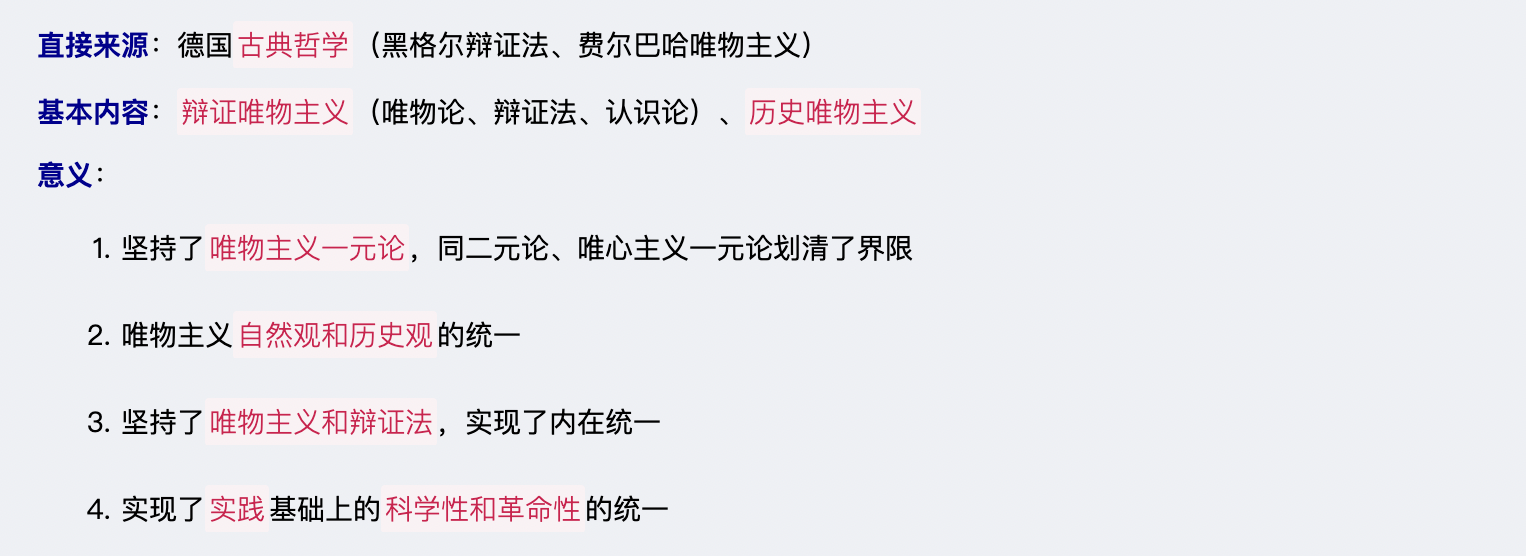 直接来源：德国古典哲学（黑格尔辩证法、费尔巴哈唯物主义）
基本内容：辩证唯物主义（唯物论、辩证法、认识论）、历史唯物主义
意义：
1. 坚持了唯物主义一元论，同二元论、唯心主义一元论划清了界限
2. 唯物主义自然观和历史观的统一
3. 坚持了唯物主义和辩证法，实现了内在统一
4. 实现了实践基础上的科学性和革命性的统一